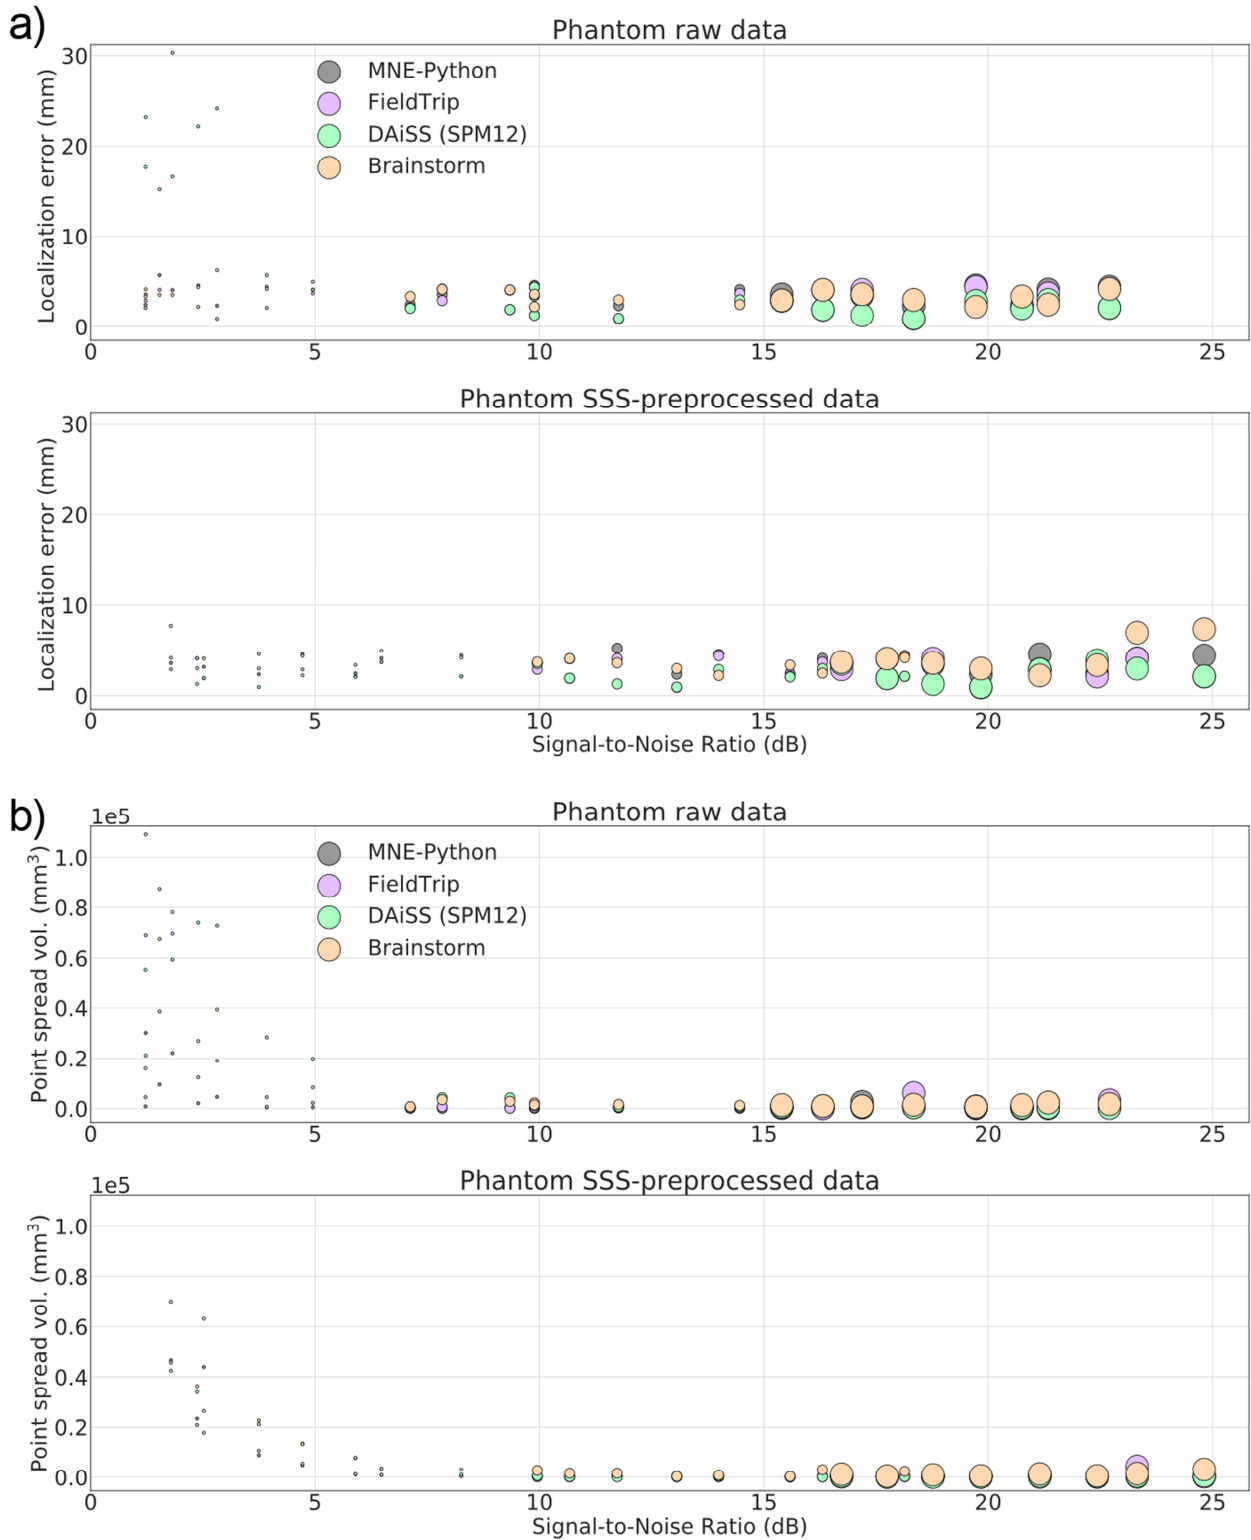 a)
Phantom raw data
Localization error (mm)
30
20
10
0
MNE-Python
FieldTrip
DAiSS (SPM12)
Brainstorm
0 5 10 15 20 25
Phantom SSS-preprocessed data
Localization error (mm)
30
20
10
0
0 5 10 15 20 25
Signal-to-Noise Ratio (dB)
b)
1e5
Phantom raw data
Point spread vol. (mm³)
1.0
0.8
0.6
0.4
0.2
0.0
MNE-Python
FieldTrip
DAiSS (SPM12)
Brainstorm
0 5 10 15 20 25
1e5
Phantom SSS-preprocessed data
Point spread vol. (mm³)
1.0
0.8
0.6
0.4
0.2
0.0
0 5 10 15 20 25
Signal-to-Noise Ratio (dB)